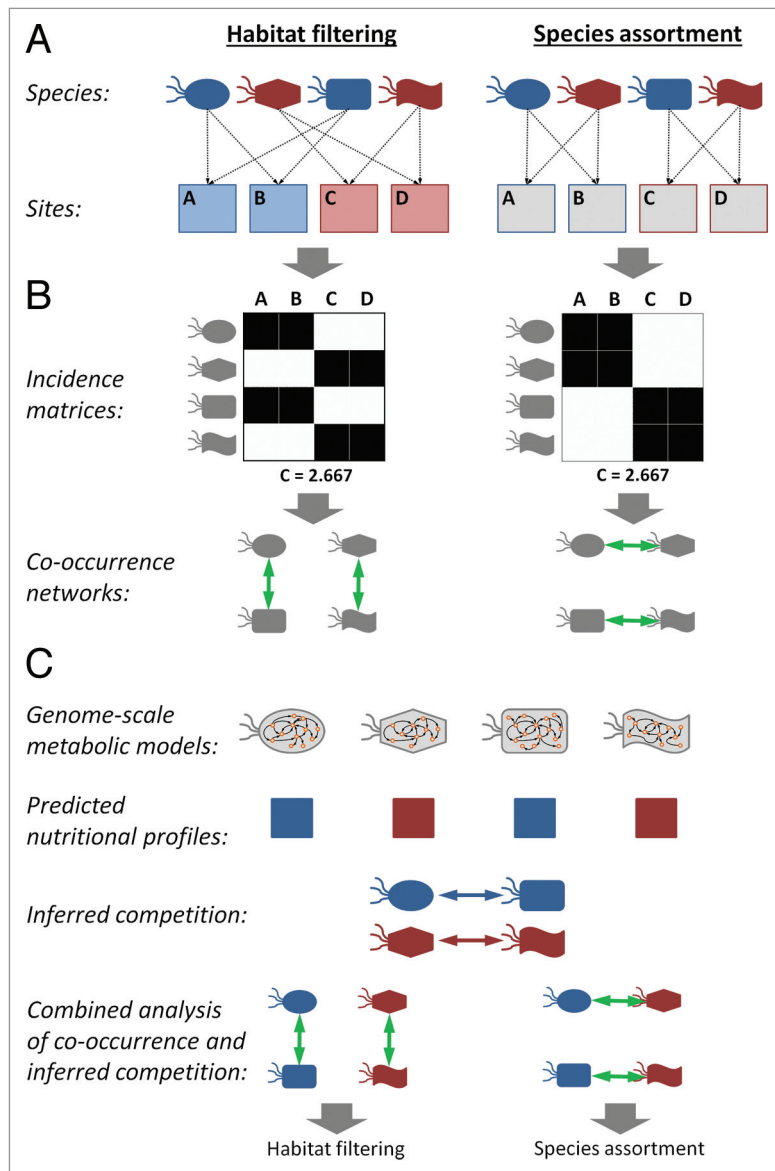 A
Habitat filtering
Species assortment
Species:
Sites:
A B C D
A B C D
B
A B C D
A B C D
Incidence
matrices:
C = 2.667
C = 2.667
Co-occurrence
networks:
C
Genome-scale
metabolic models:
Predicted
nutritional profiles:
Inferred competition:
Combined analysis
of co-occurrence and
inferred competition:
Habitat filtering
Species assortment